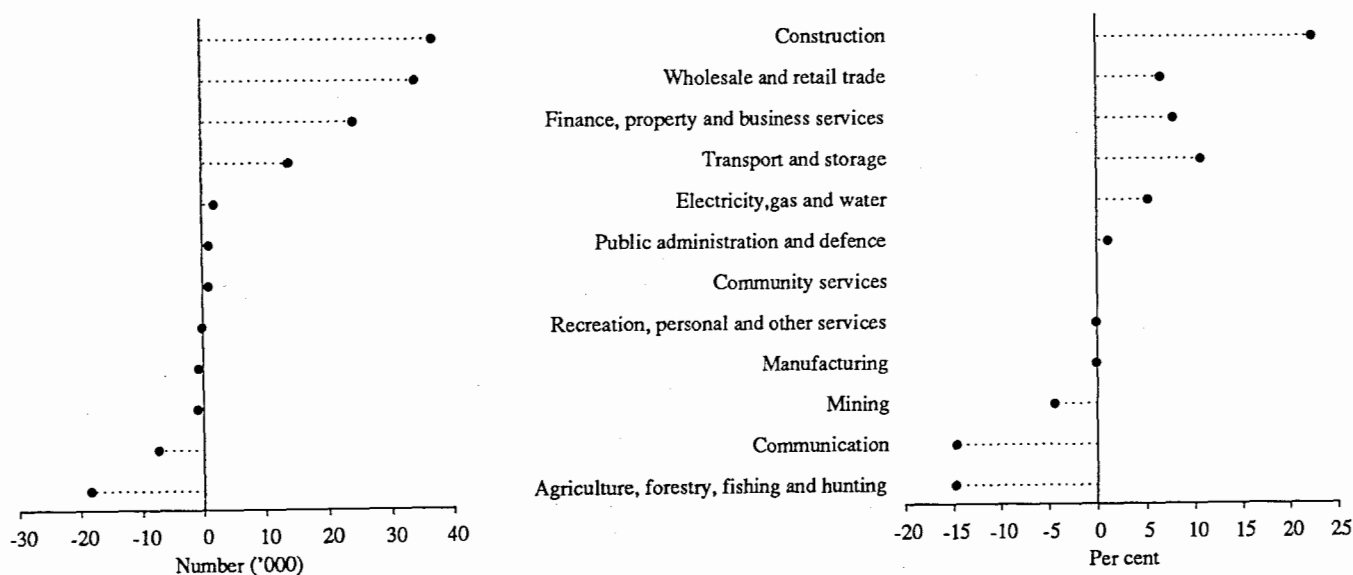 Construction
Wholesale and retail trade
Finance, property and business services
Transport and storage
Electricity,gas and water
Public administration and defence
Community services
Recreation, personal and other services
Manufacturing
Mining
Communication
Agriculture, forestry, fishing and hunting
-30 -20 -10 0 10 20 30 40
Number ('000)
-20 -15 -10 -5 0 5 10 15 20 25
Per cent